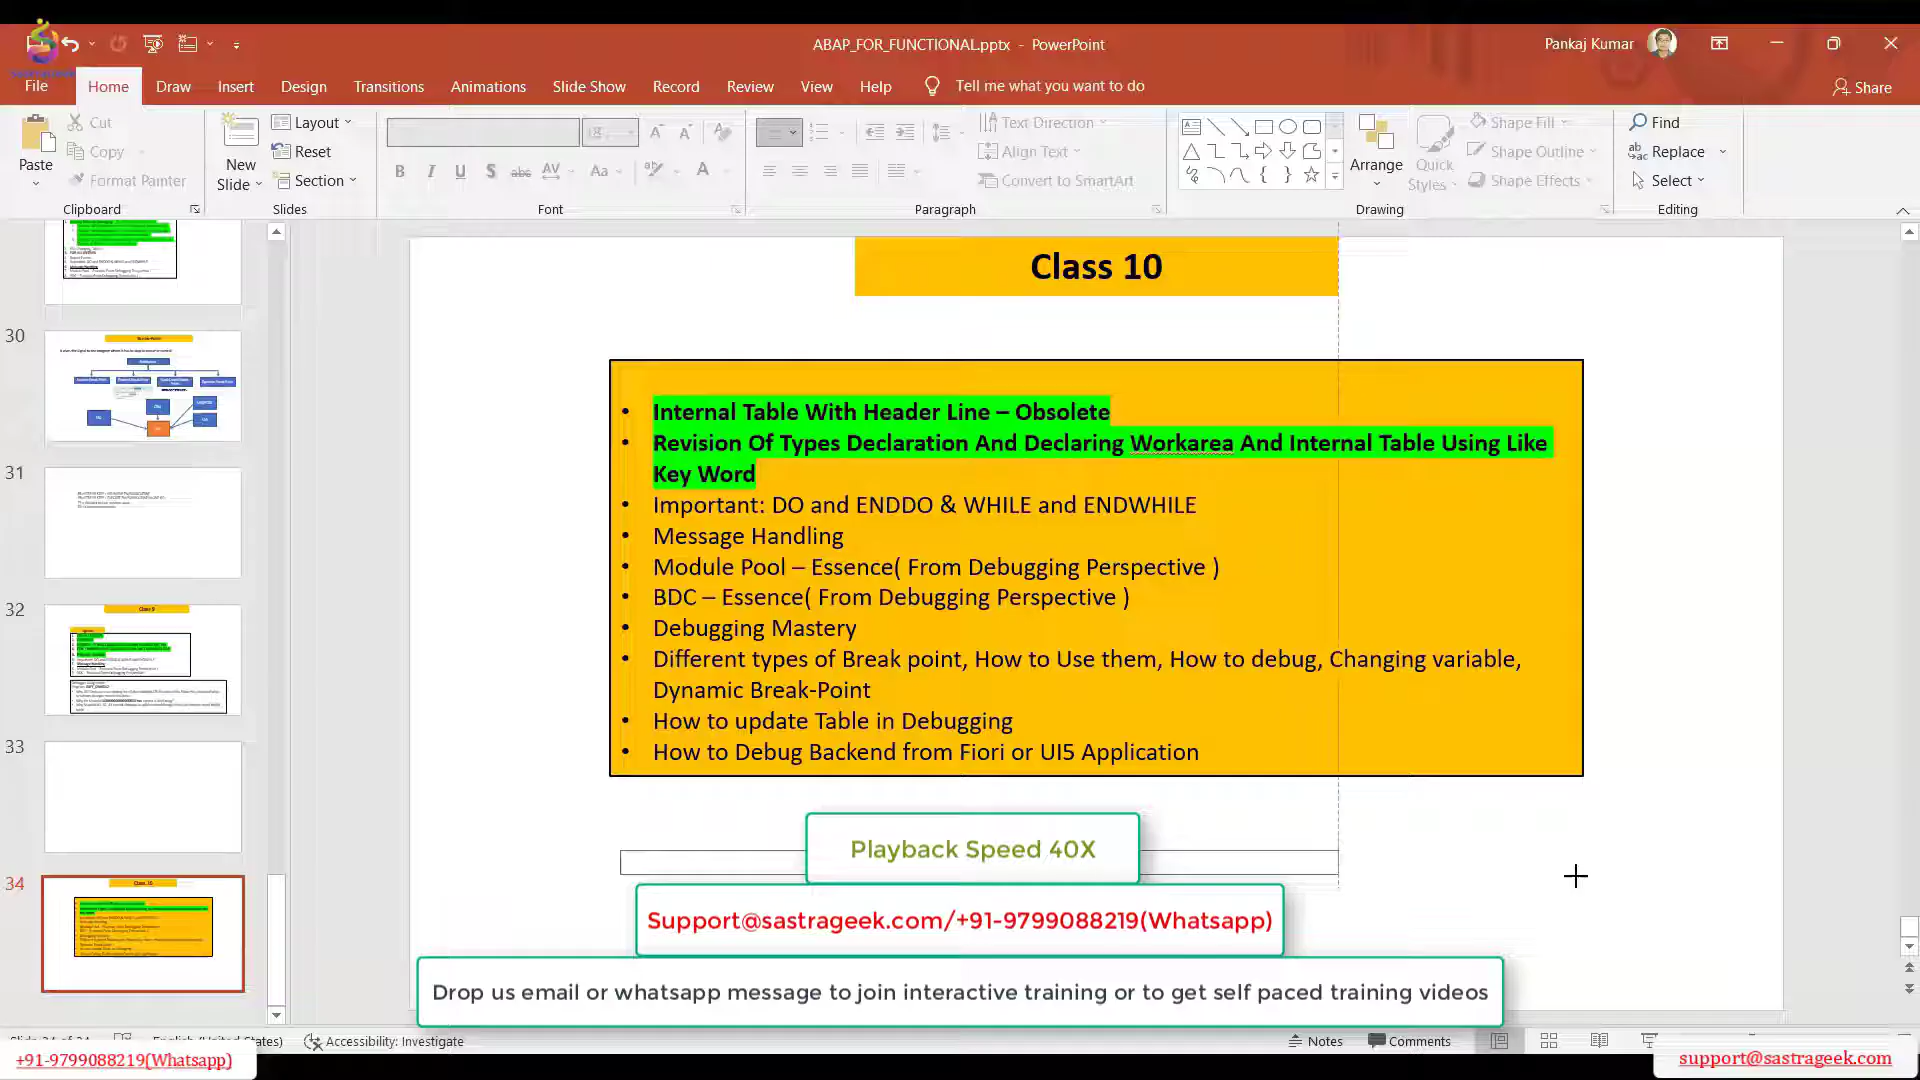 ABAP_FOR_FUNCTIONAL.pptx - PowerPoint
Pankaj Kumar
File
Home
Draw
Insert
Design
Transitions
Animations
Slide Show
Record
Review
View
Help
Tell me what you want to do
Share
Paste
Cut
Copy
Format Painter
Clipboard
New
Slide
Layout
Reset
Section
Slides
Font
Text Direction
Align Text
Convert to SmartArt
Paragraph
Arrange
Quick
Styles
Shape Fill
Shape Outline
Shape Effects
Drawing
Find
Replace
Select
Editing
30
31
32
33
34
Class 10
• Internal Table With Header Line – Obsolete
• Revision Of Types Declaration And Declaring Workarea And Internal Table Using Like
Key Word
• Important: DO and ENDDO & WHILE and ENDWHILE
• Message Handling
• Module Pool – Essence( From Debugging Perspective )
• BDC – Essence( From Debugging Perspective )
• Debugging Mastery
• Different types of Break point, How to Use them, How to debug, Changing variable,
Dynamic Break-Point
• How to update Table in Debugging
• How to Debug Backend from Fiori or UI5 Application
Playback Speed 40X
Support@sastrageek.com/+91-9799088219(Whatsapp)
Drop us email or whatsapp message to join interactive training or to get self paced training videos
Accessibility: Investigate
Notes
Comments
+91-9799088219(Whatsapp)
support@sastrageek.com